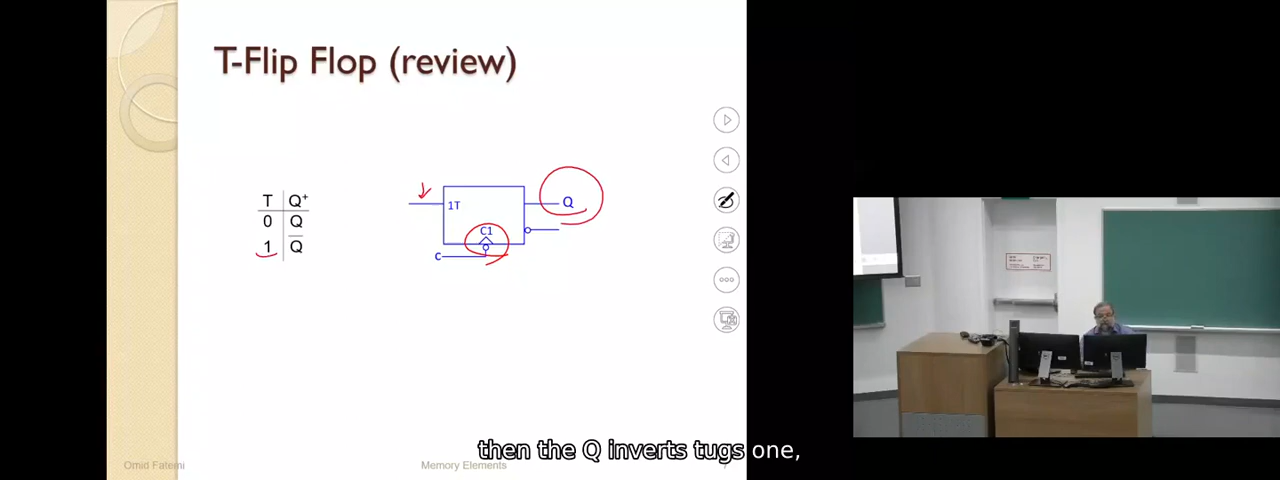 T-Flip Flop (review)
T Q+
0 Q
1 Q̅
1T
C1
C
Q
then the Q inverts tugs one,
Omid Fatemi
Memory Elements